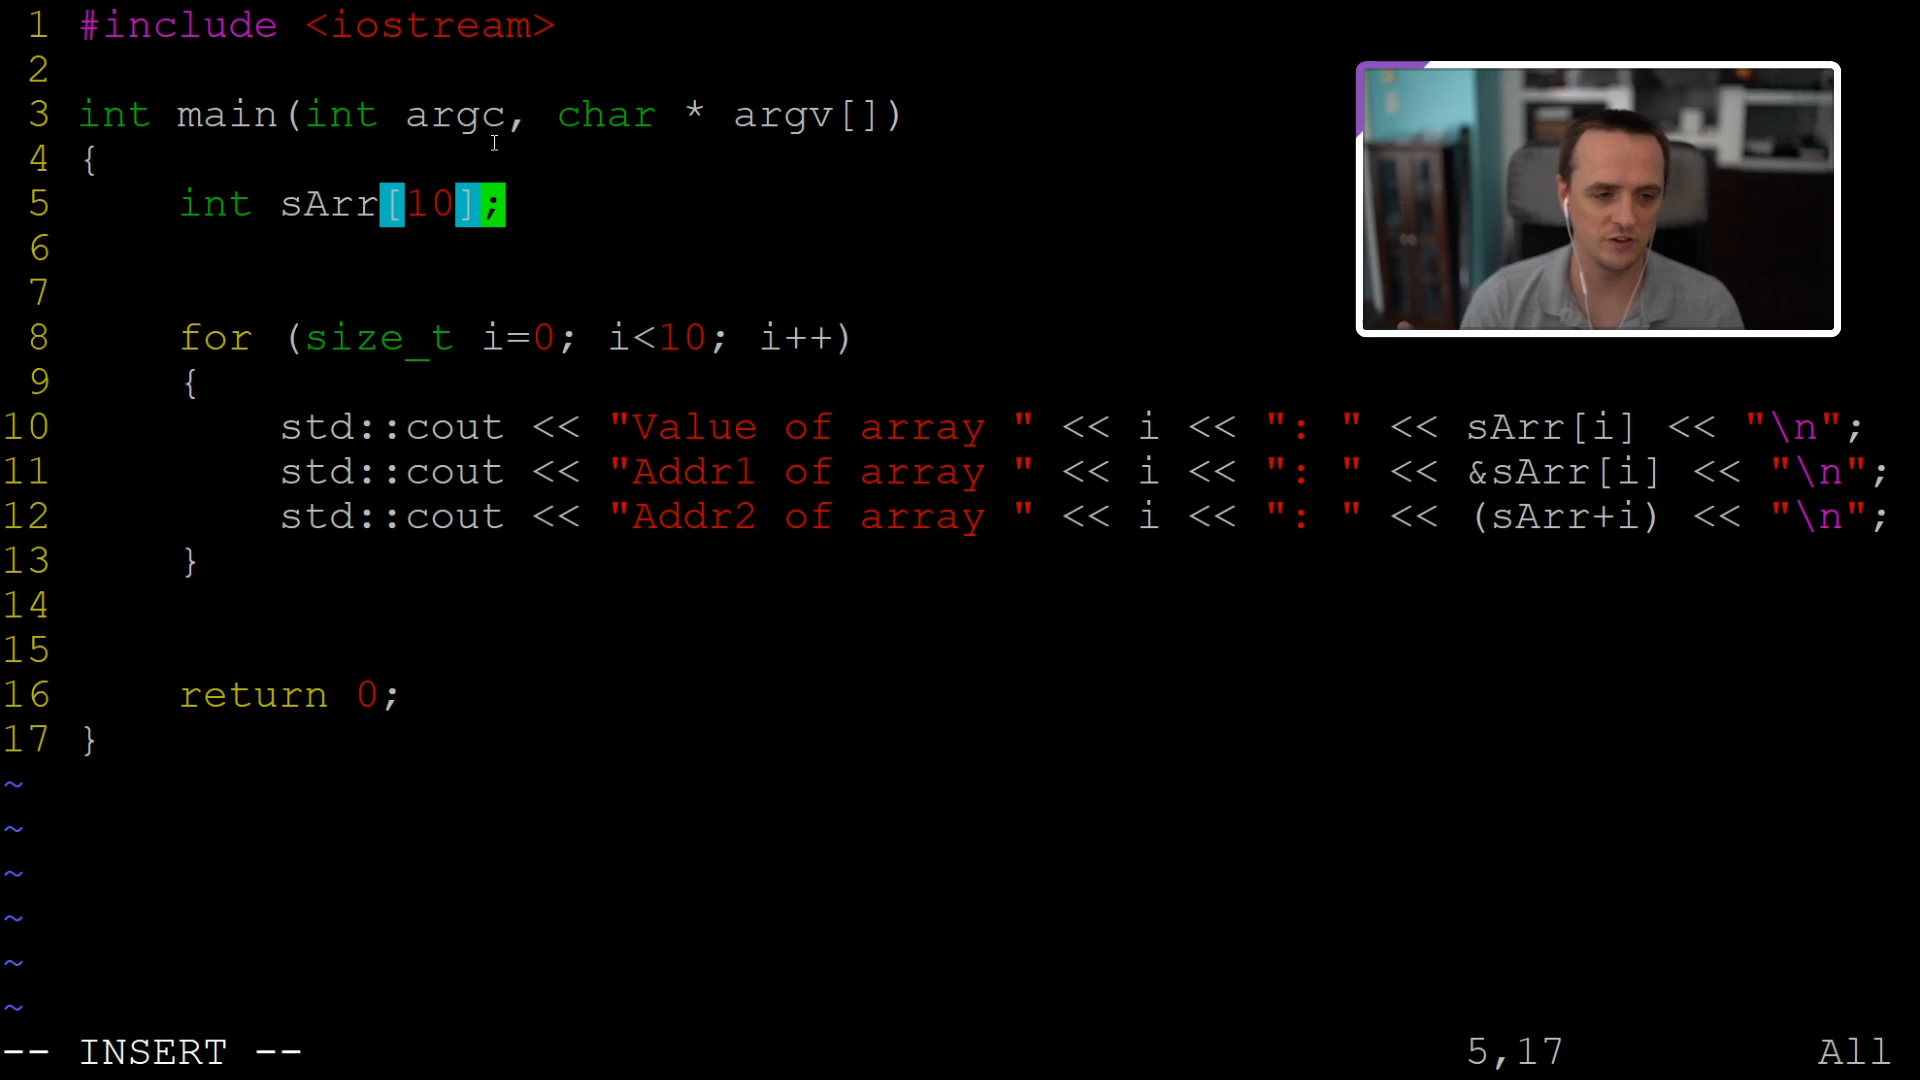 1 #include <iostream>
2
3 int main(int argc, char * argv[])
4 {
5     int sArr[10];
6
7
8     for (size_t i=0; i<10; i++)
9     {
10         std::cout << "Value of array " << i << ": " << sArr[i] << "\n";
11         std::cout << "Addr1 of array " << i << ": " << &sArr[i] << "\n";
12         std::cout << "Addr2 of array " << i << ": " << (sArr+i) << "\n";
13     }
14
15
16     return 0;
17 }
~
~
~
~
~
~
-- INSERT -- 5,17 All